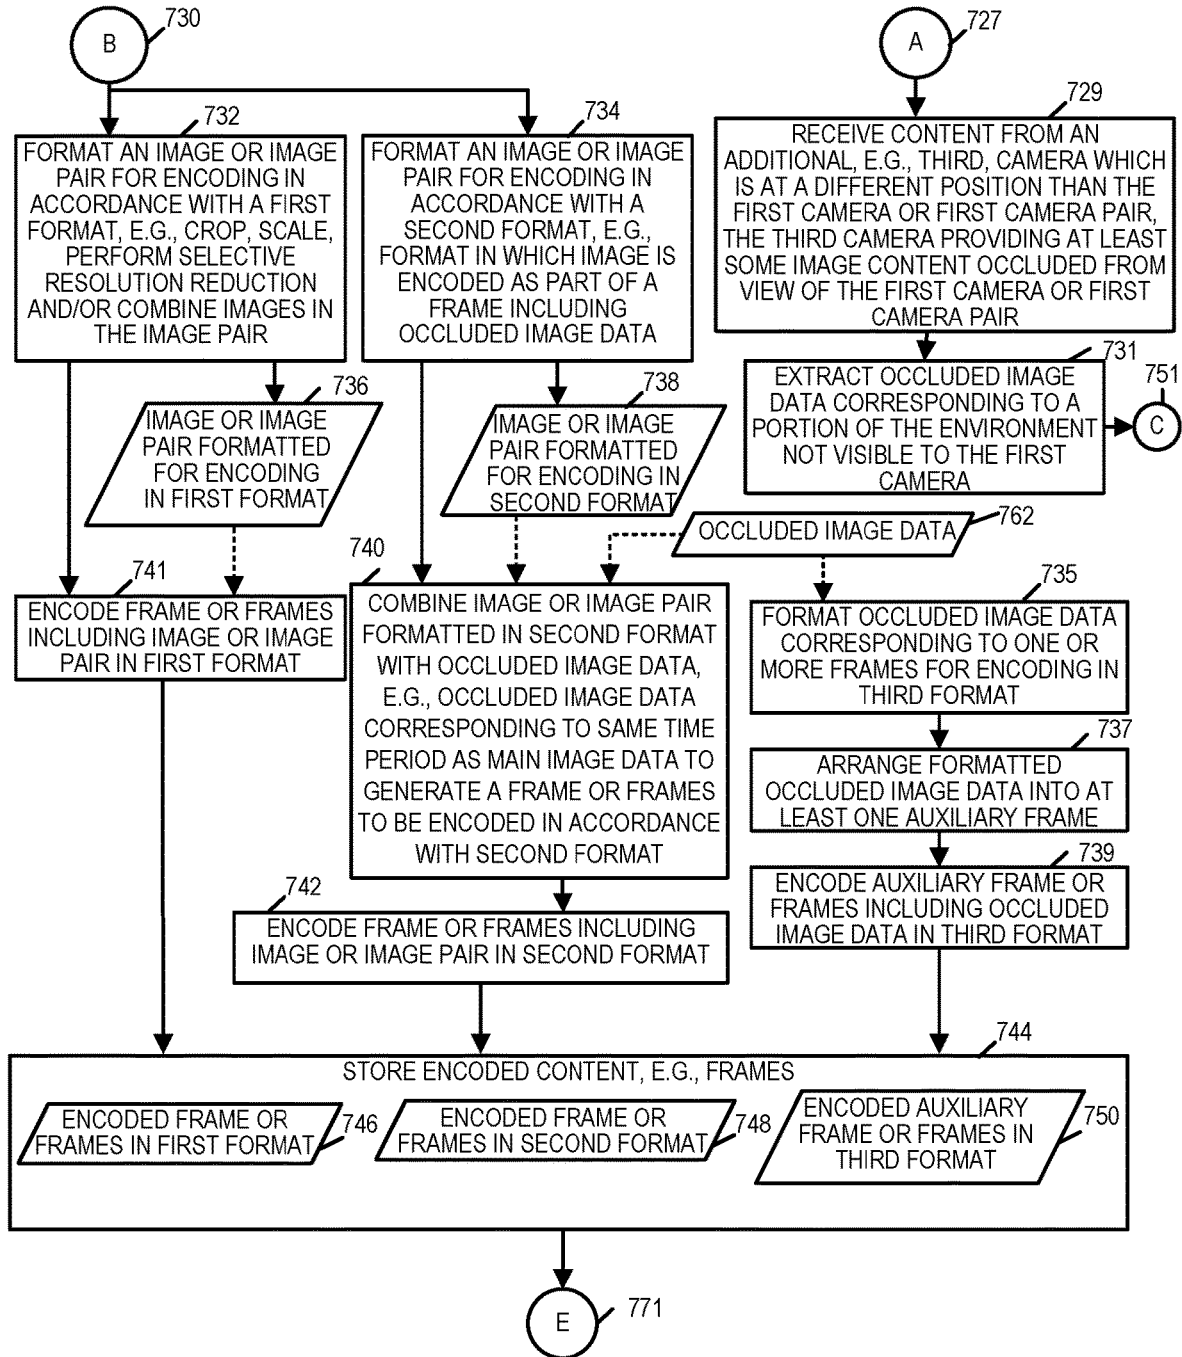 730
B
727
A
732
FORMAT AN IMAGE OR IMAGE
PAIR FOR ENCODING IN
ACCORDANCE WITH A FIRST
FORMAT, E.G., CROP, SCALE,
PERFORM SELECTIVE
RESOLUTION REDUCTION
AND/OR COMBINE IMAGES IN
THE IMAGE PAIR
734
FORMAT AN IMAGE OR IMAGE
PAIR FOR ENCODING IN
ACCORDANCE WITH A
SECOND FORMAT, E.G.,
FORMAT IN WHICH IMAGE IS
ENCODED AS PART OF A
FRAME INCLUDING
OCCLUDED IMAGE DATA
729
RECEIVE CONTENT FROM AN
ADDITIONAL, E.G., THIRD, CAMERA WHICH
IS AT A DIFFERENT POSITION THAN THE
FIRST CAMERA OR FIRST CAMERA PAIR,
THE THIRD CAMERA PROVIDING AT LEAST
SOME IMAGE CONTENT OCCLUDED FROM
VIEW OF THE FIRST CAMERA OR FIRST
CAMERA PAIR
731
EXTRACT OCCLUDED IMAGE
DATA CORRESPONDING TO A
PORTION OF THE ENVIRONMENT
NOT VISIBLE TO THE FIRST
CAMERA
751
C
736
IMAGE OR IMAGE
PAIR FORMATTED
FOR ENCODING
IN FIRST FORMAT
738
IMAGE OR IMAGE
PAIR FORMATTED
FOR ENCODING IN
SECOND FORMAT
OCCLUDED IMAGE DATA
762
741
ENCODE FRAME OR FRAMES
INCLUDING IMAGE OR IMAGE
PAIR IN FIRST FORMAT
740
COMBINE IMAGE OR IMAGE PAIR
FORMATTED IN SECOND FORMAT
WITH OCCLUDED IMAGE DATA,
E.G., OCCLUDED IMAGE DATA
CORRESPONDING TO SAME TIME
PERIOD AS MAIN IMAGE DATA TO
GENERATE A FRAME OR FRAMES
TO BE ENCODED IN ACCORDANCE
WITH SECOND FORMAT
735
FORMAT OCCLUDED IMAGE DATA
CORRESPONDING TO ONE OR
MORE FRAMES FOR ENCODING IN
THIRD FORMAT
737
ARRANGE FORMATTED
OCCLUDED IMAGE DATA INTO AT
LEAST ONE AUXILIARY FRAME
739
ENCODE AUXILIARY FRAME OR
FRAMES INCLUDING OCCLUDED
IMAGE DATA IN THIRD FORMAT
742
ENCODE FRAME OR FRAMES INCLUDING
IMAGE OR IMAGE PAIR IN SECOND FORMAT
744
STORE ENCODED CONTENT, E.G., FRAMES
ENCODED FRAME OR
FRAMES IN FIRST FORMAT
746
ENCODED FRAME OR
FRAMES IN SECOND FORMAT
748
ENCODED AUXILIARY
FRAME OR FRAMES IN
THIRD FORMAT
750
E
771